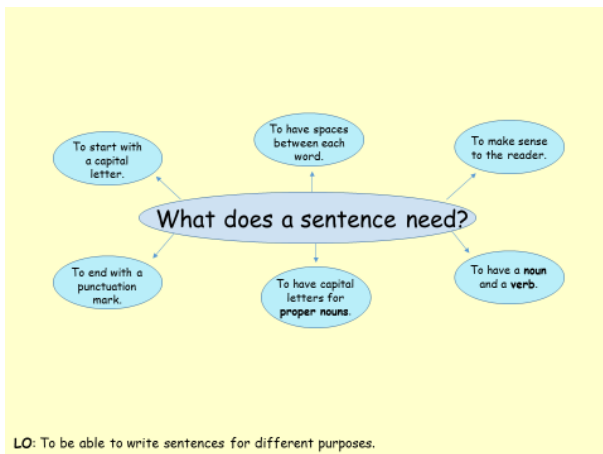 To start with
a capital
letter.
To have spaces
between each
word.
To make sense
to the reader.
What does a sentence need?
To end with a
punctuation
mark.
To have capital
letters for
proper nouns.
To have a noun
and a verb.
LO: To be able to write sentences for different purposes.